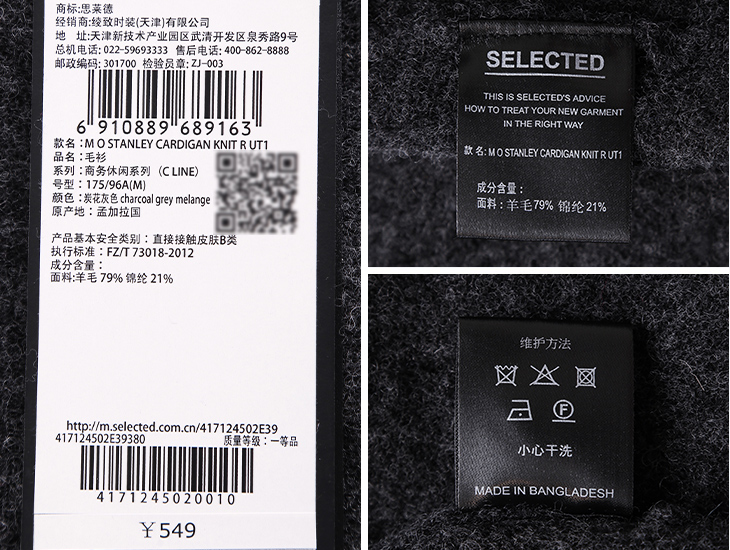 商标:思莱德
经销商:绫致时装(天津)有限公司
地 址:天津新技术产业园区武清开发区泉秀路9号
总机电话: 022-59693333 售后电话: 400-862-8888
邮政编码: 301700 检验员章: ZJ-003
6 910889 689163
款名: M O STANLEY CARDIGAN KNIT R UT1
品名: 毛衫
系列: 商务休闲系列 (C LINE)
号型: 175/96A(M)
颜色: 炭花灰色 charcoal grey melange
原产地: 孟加拉国
产品基本安全类别: 直接接触皮肤B类
执行标准: FZ/T 73018-2012
成分含量:
面料:羊毛 79% 锦纶 21%
http://m.selected.com.cn/417124502E39
417124502E39380 质量等级: 一等品
4171245020010
￥549
SELECTED
THIS IS SELECTED'S ADVICE
HOW TO TREAT YOUR NEW GARMENT
IN THE RIGHT WAY
款 名: M O STANLEY CARDIGAN KNIT R UT1
成分含量:
面料: 羊毛 79% 锦纶 21%
维护方法
F
小心干洗
MADE IN BANGLADESH